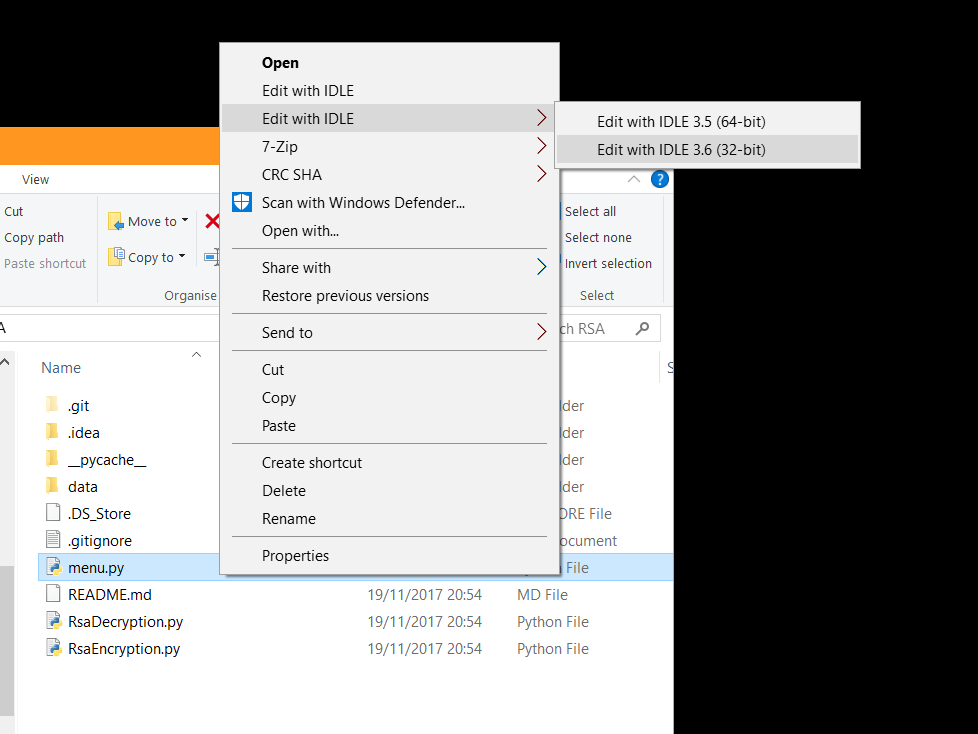 Open
Edit with IDLE
Edit with IDLE
7-Zip
CRC SHA
Scan with Windows Defender...
Open with...
Share with
Restore previous versions
Send to
Cut
Copy
Paste
Create shortcut
Delete
Rename
Properties
Edit with IDLE 3.5 (64-bit)
Edit with IDLE 3.6 (32-bit)
View
?
Cut
Copy path
Paste shortcut
Move to
Copy to
Organise
Select all
Select none
Invert selection
Select
A
ch RSA
Name
S
.git
lder
.idea
lder
__pycache__
lder
data
lder
.DS_Store
ORE File
.gitignore
ocument
menu.py
File
README.md 19/11/2017 20:54 MD File
RsaDecryption.py 19/11/2017 20:54 Python File
RsaEncryption.py 19/11/2017 20:54 Python File